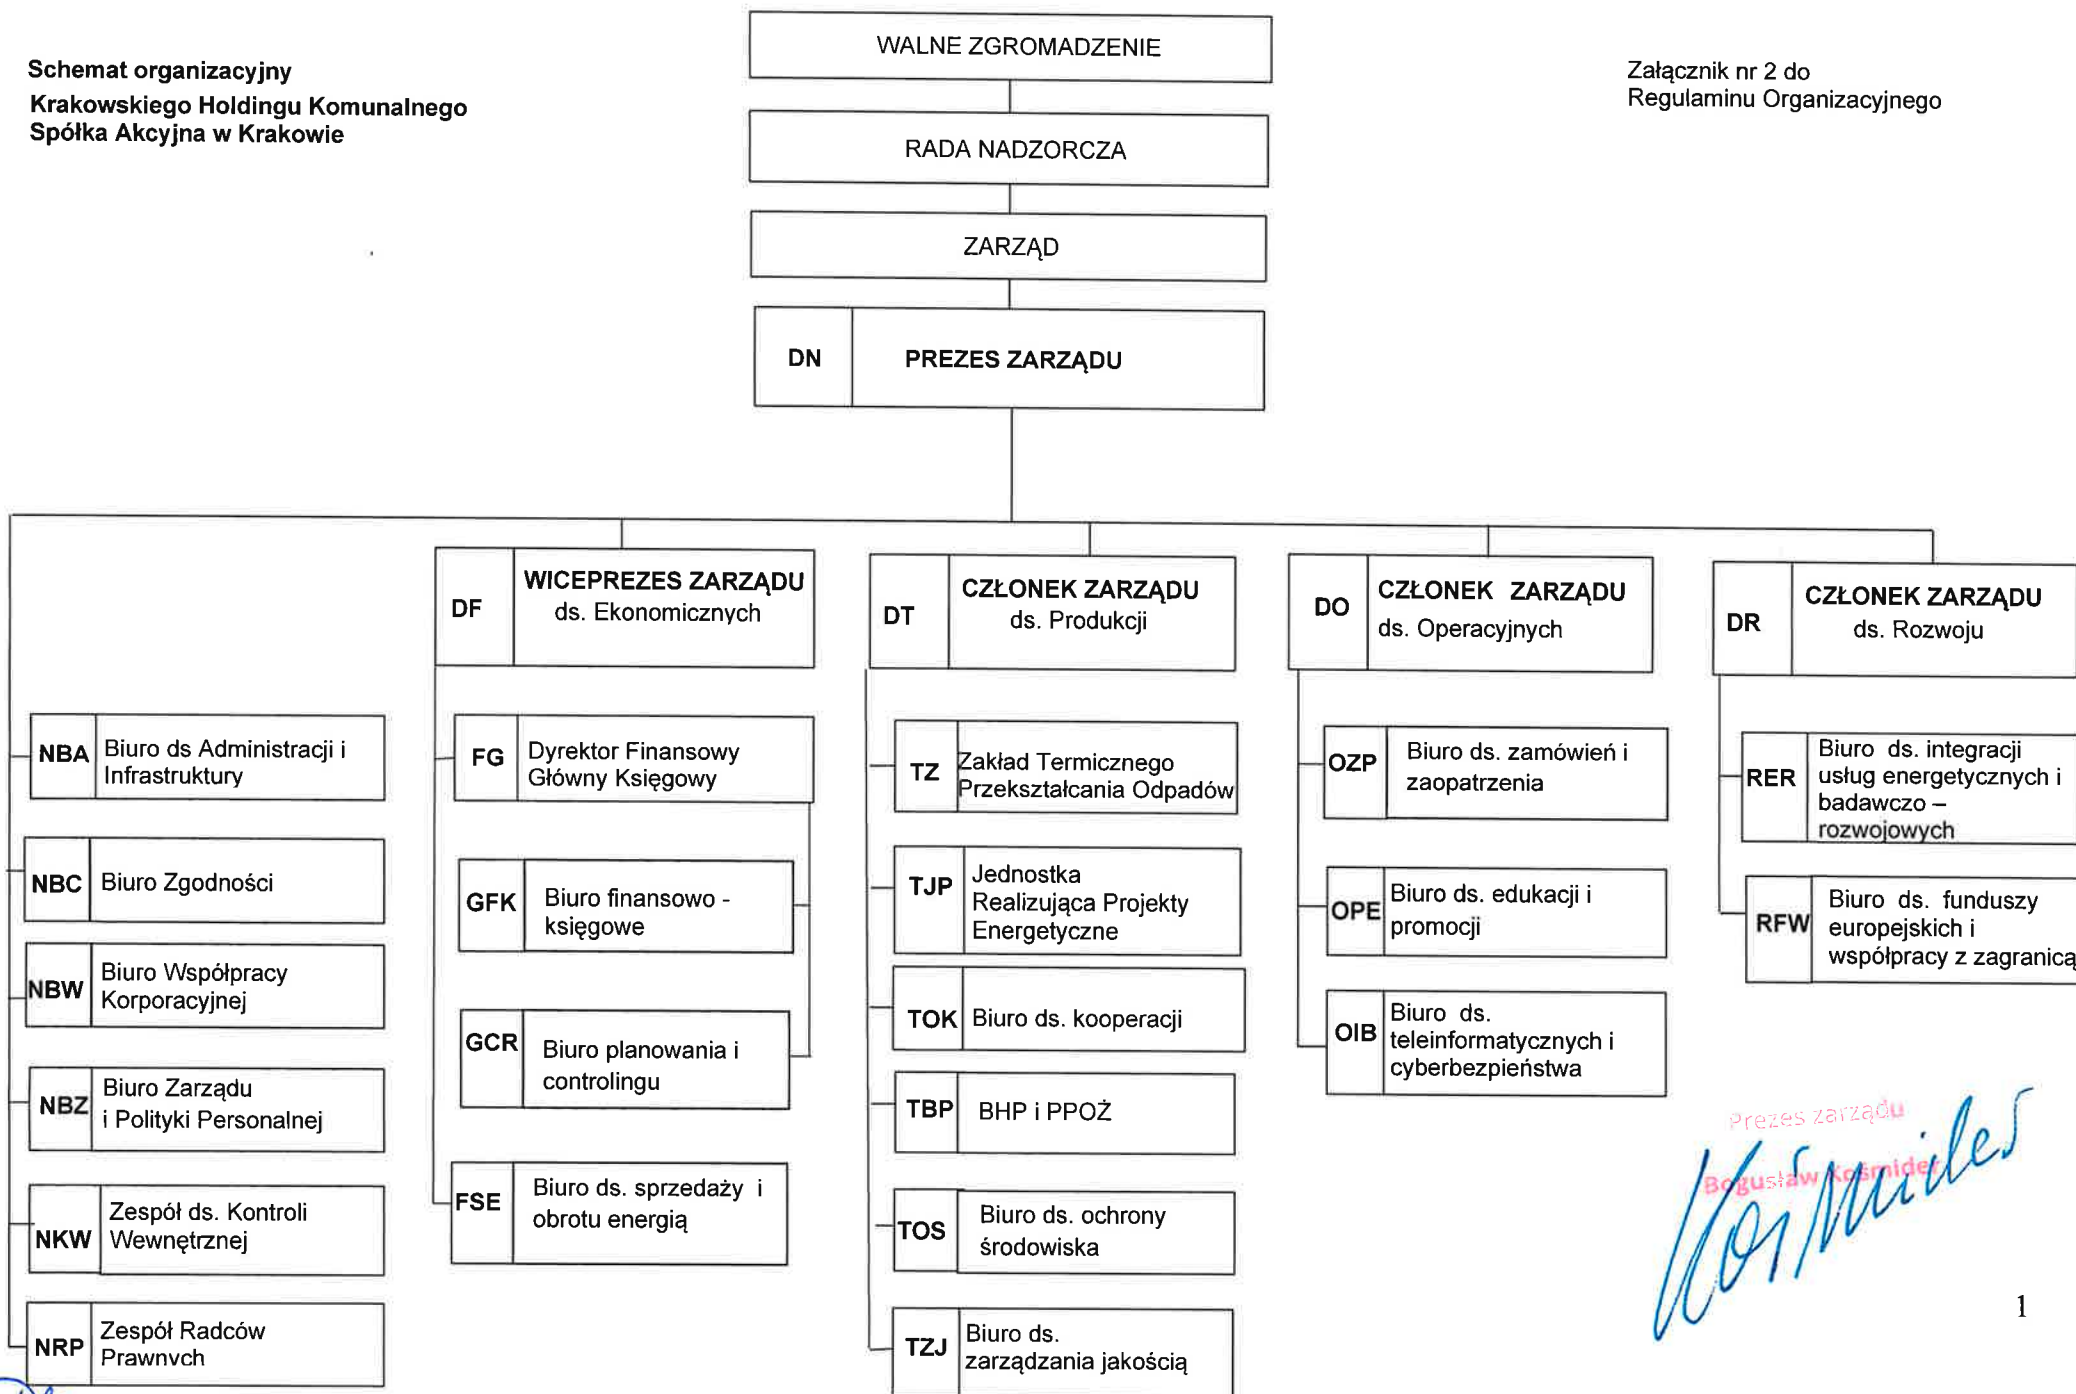 Schemat organizacyjny
Krakowskiego Holdingu Komunalnego
Spółka Akcyjna w Krakowie
Załącznik nr 2 do
Regulaminu Organizacyjnego
WALNE ZGROMADZENIE
RADA NADZORCZA
ZARZĄD
DN
PREZES ZARZĄDU
NBA
Biuro ds Administracji i
Infrastruktury
NBC
Biuro Zgodności
NBW
Biuro Współpracy
Korporacyjnej
NBZ
Biuro Zarządu
i Polityki Personalnej
NKW
Zespół ds. Kontroli
Wewnętrznej
NRP
Zespół Radców
Prawnych
DF
WICEPREZES ZARZĄDU
ds. Ekonomicznych
FG
Dyrektor Finansowy
Główny Księgowy
GFK
Biuro finansowo -
księgowe
GCR
Biuro planowania i
controlingu
FSE
Biuro ds. sprzedaży i
obrotu energią
DT
CZŁONEK ZARZĄDU
ds. Produkcji
TZ
Zakład Termicznego
Przekształcania Odpadów
TJP
Jednostka
Realizująca Projekty
Energetyczne
TOK
Biuro ds. kooperacji
TBP
BHP i PPOŻ
TOS
Biuro ds. ochrony
środowiska
TZJ
Biuro ds.
zarządzania jakością
DO
CZŁONEK ZARZĄDU
ds. Operacyjnych
OZP
Biuro ds. zamówień i
zaopatrzenia
OPE
Biuro ds. edukacji i
promocji
OIB
Biuro ds.
teleinformatycznych i
cyberbezpieństwa
DR
CZŁONEK ZARZĄDU
ds. Rozwoju
RER
Biuro ds. integracji
usług energetycznych i
badawczo –
rozwojowych
RFW
Biuro ds. funduszy
europejskich i
współpracy z zagranicą
Prezes zarządu
Bogusław Kośmider
Kośmider
1